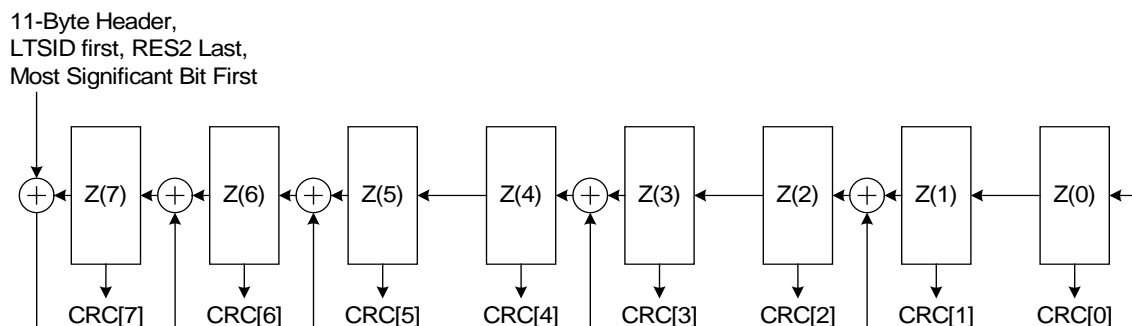 11-Byte Header,
LTSID first, RES2 Last,
Most Significant Bit First
Z(7) Z(6) Z(5) Z(4) Z(3) Z(2) Z(1) Z(0)
CRC[7] CRC[6] CRC[5] CRC[4] CRC[3] CRC[2] CRC[1] CRC[0]